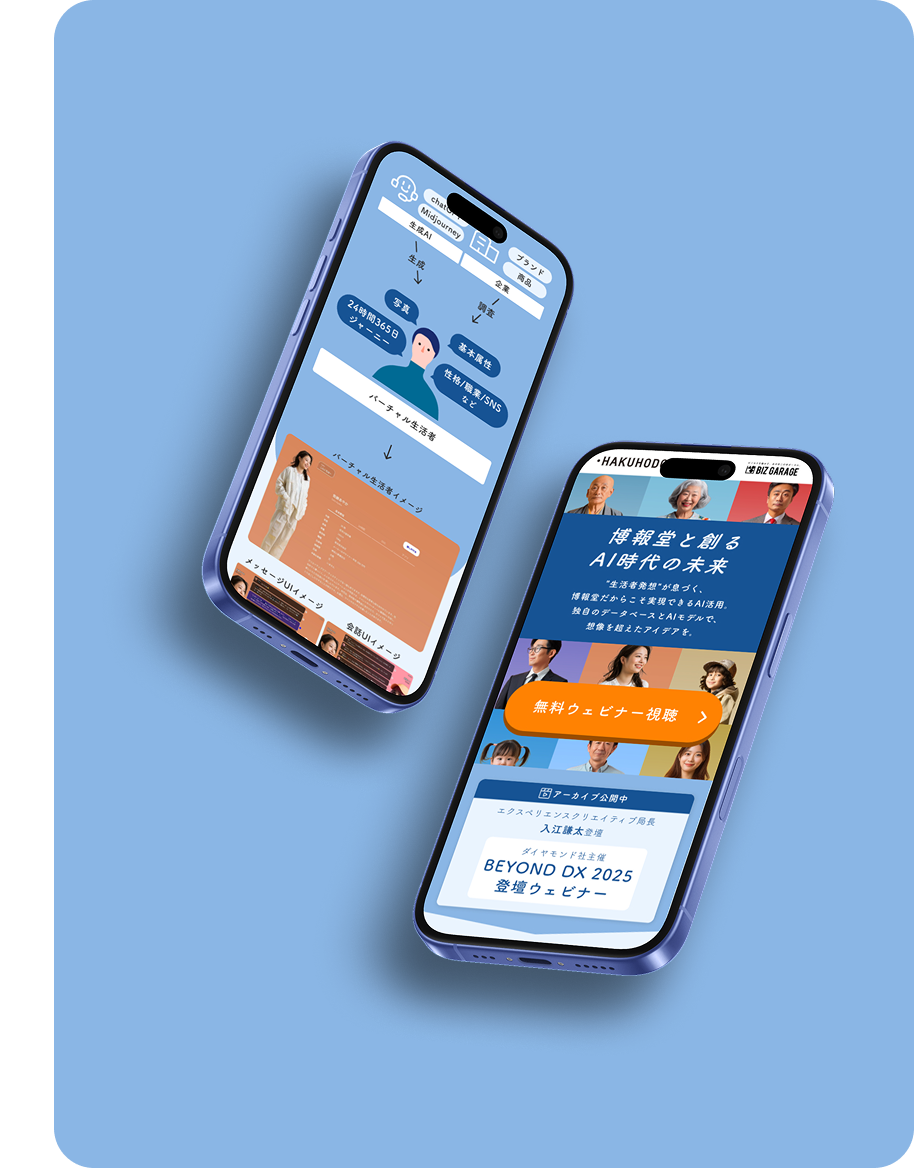 Midjourney
生成AI
生成
ブランド
商品
企業
調査
写真
24時間365日
ジャーニー
基本属性
性格/職業/SNS
など
バーチャル生活者
バーチャル生活者イメージ
メッセージUIイメージ
会話UIイメージ
BIZ GARAGE
博報堂と創る
AI時代の未来
"生活者発想"が息づく、
博報堂だからこそ実現できるAI活用。
独自のデータベースとAIモデルで、
想像を超えたアイデアを。
無料ウェビナー視聴
アーカイブ公開中
エクスペリエンスクリエイティブ局長
入江謙太登壇
ダイヤモンド社主催
BEYOND DX 2025
登壇ウェビナー